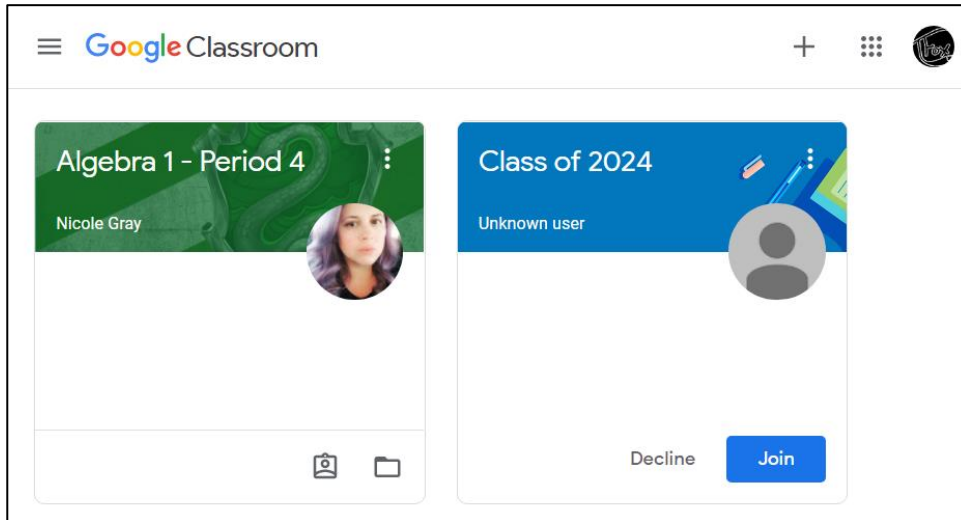 Google Classroom
Algebra 1 - Period 4
Nicole Gray
Class of 2024
Unknown user
Decline
Join